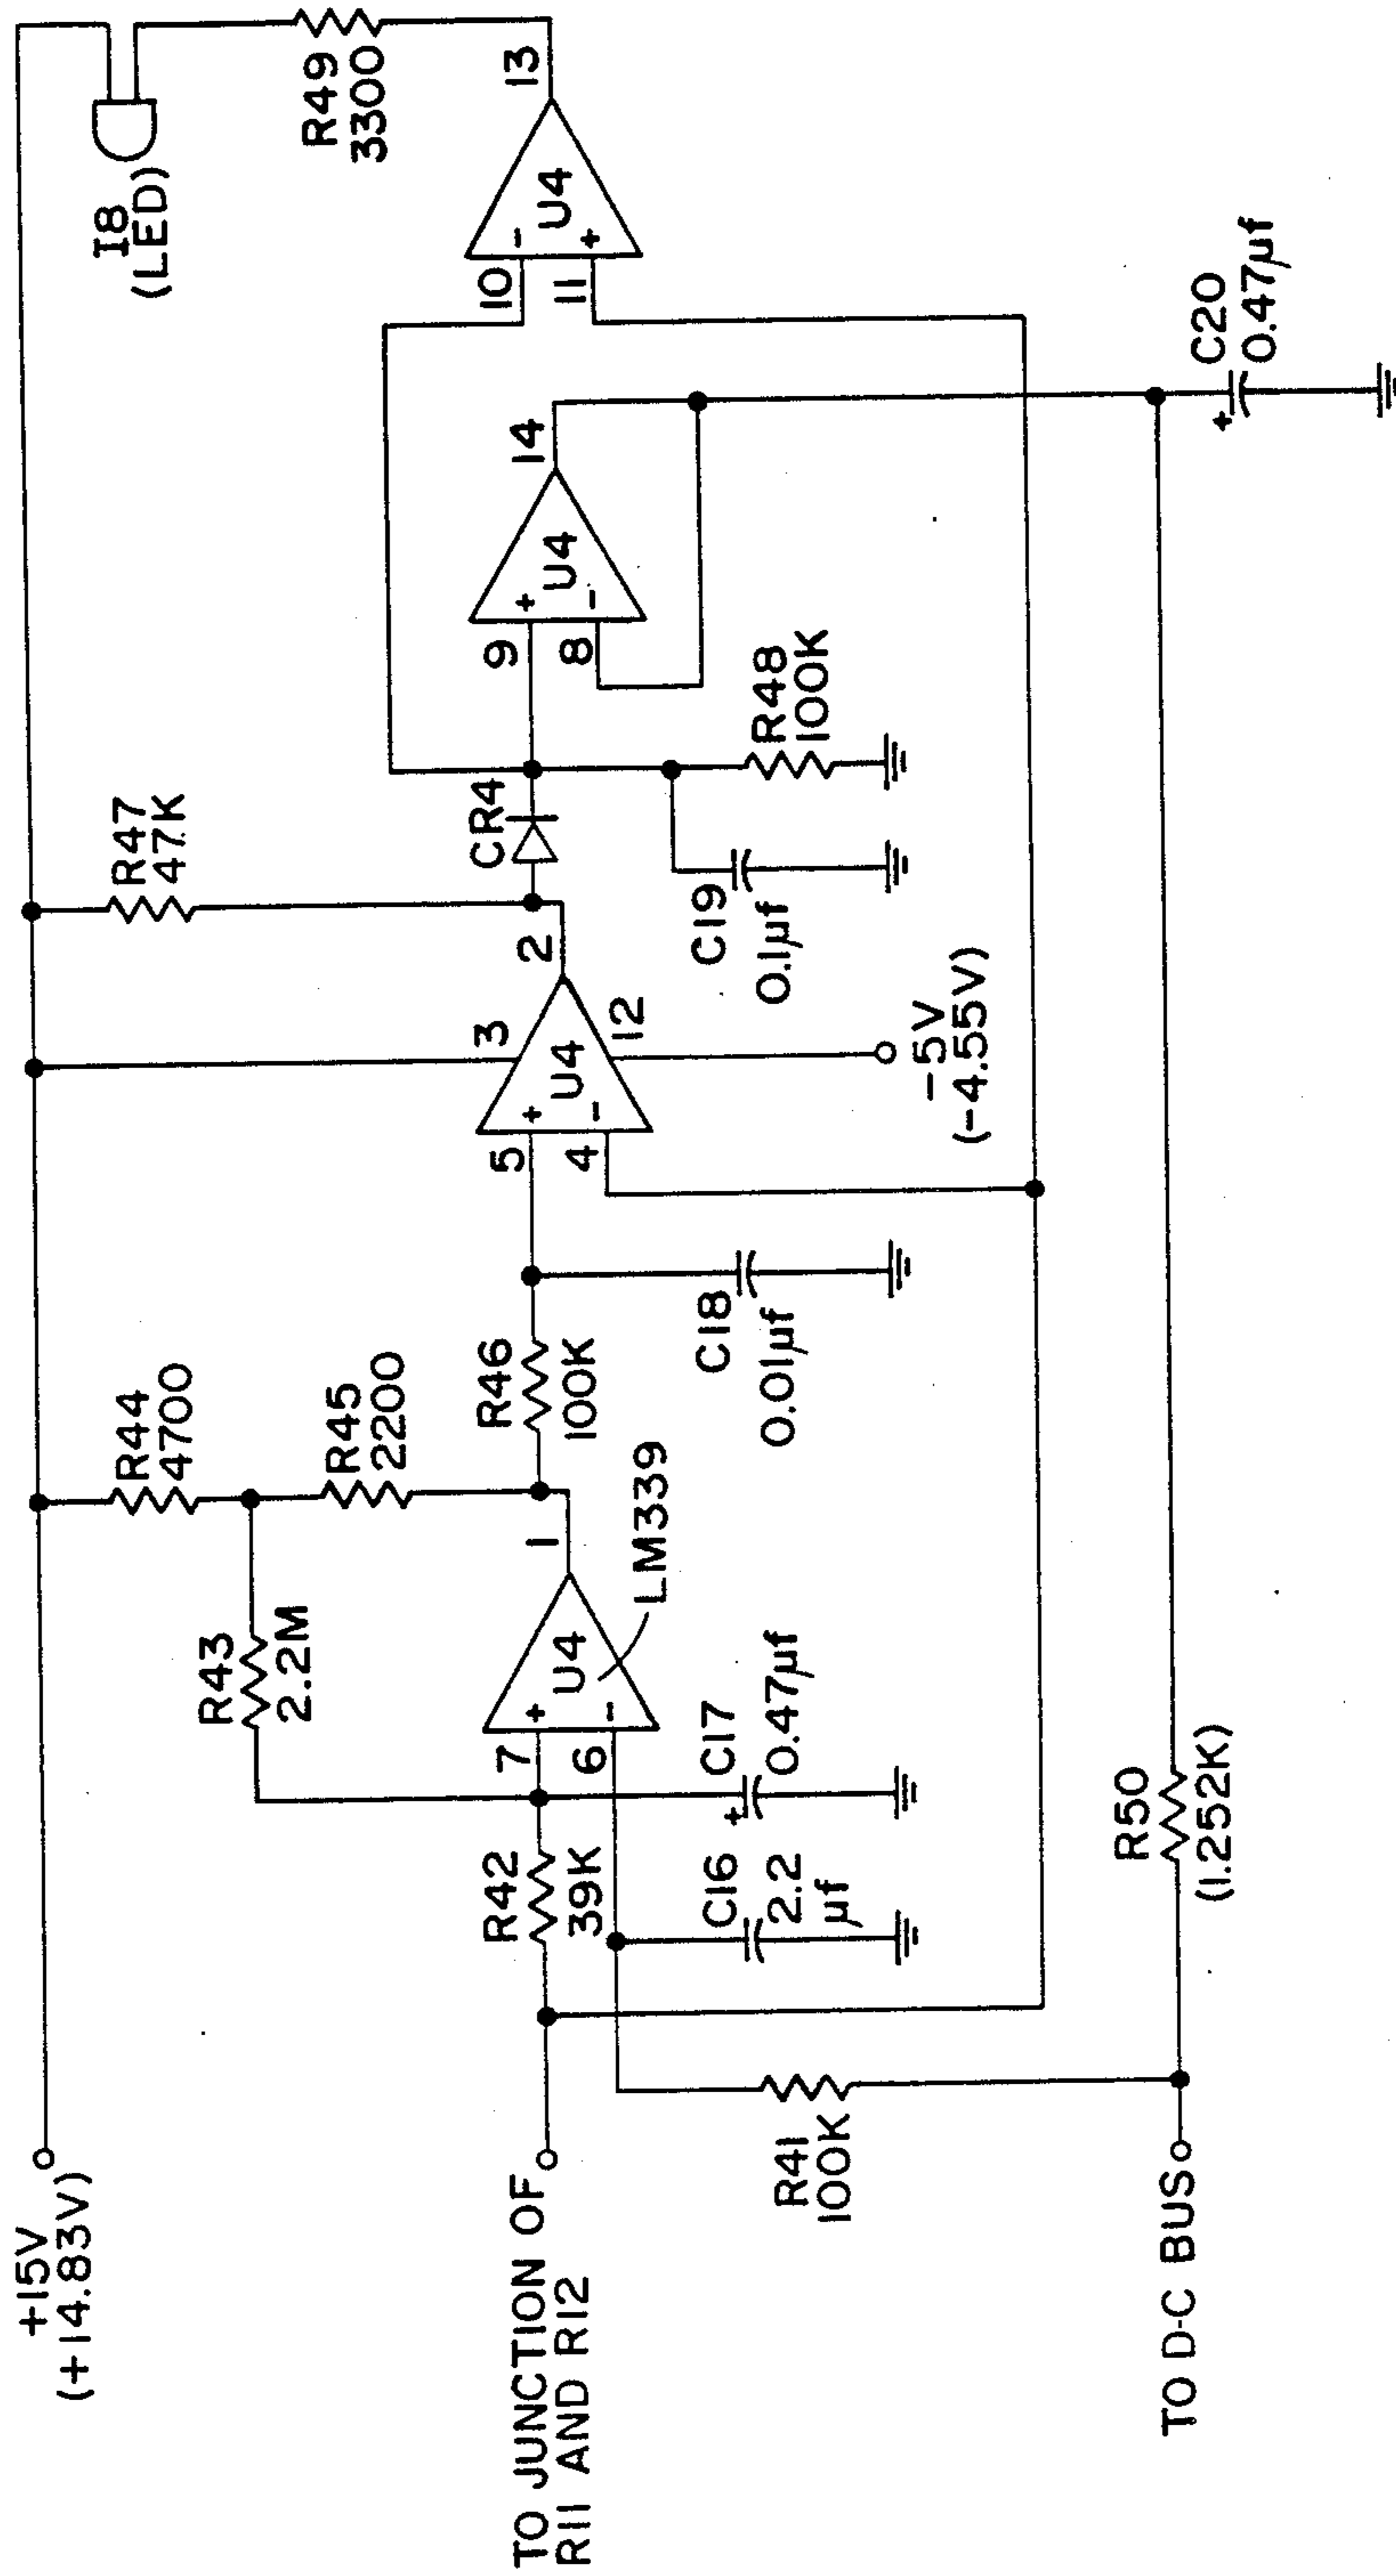 +15V
(+14.83V)
TO JUNCTION OF
R11 AND R12
TO D-C BUS
R41
100K
R42
39K
C16
2.2
µf
C17
0.47µf
+
R43
2.2M
7
6
+
-
U4
1
LM339
R44
4700
R45
2200
R46
100K
C18
0.01µf
5
4
+
-
U4
3
12
2
-5V
(-4.55V)
R47
47K
CR4
C19
0.1µf
R48
100K
9
8
+
-
U4
14
10
11
-
+
U4
13
I8
(LED)
R49
3300
C20
0.47µf
+
R50
(1.252K)